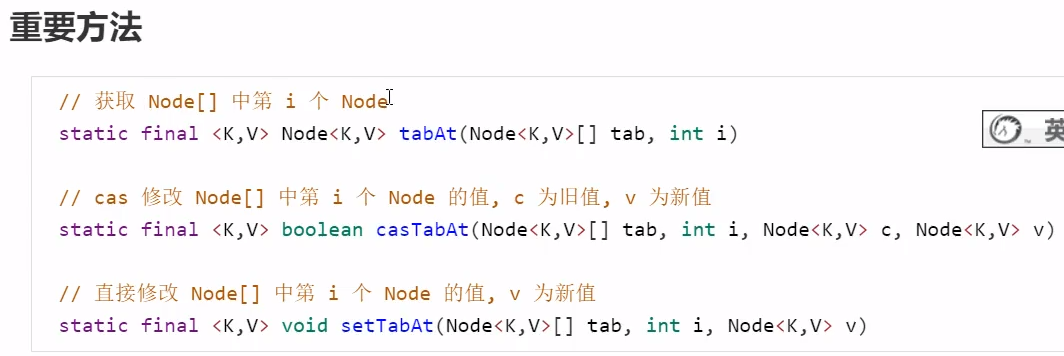 重要方法
// 获取 Node[] 中第 i 个 Node
static final <K,V> Node<K,V> tabAt(Node<K,V>[] tab, int i)
英
// cas 修改 Node[] 中第 i 个 Node 的值, c 为旧值, v 为新值
static final <K,V> boolean casTabAt(Node<K,V>[] tab, int i, Node<K,V> c, Node<K,V> v)
// 直接修改 Node[] 中第 i 个 Node 的值, v 为新值
static final <K,V> void setTabAt(Node<K,V>[] tab, int i, Node<K,V> v)